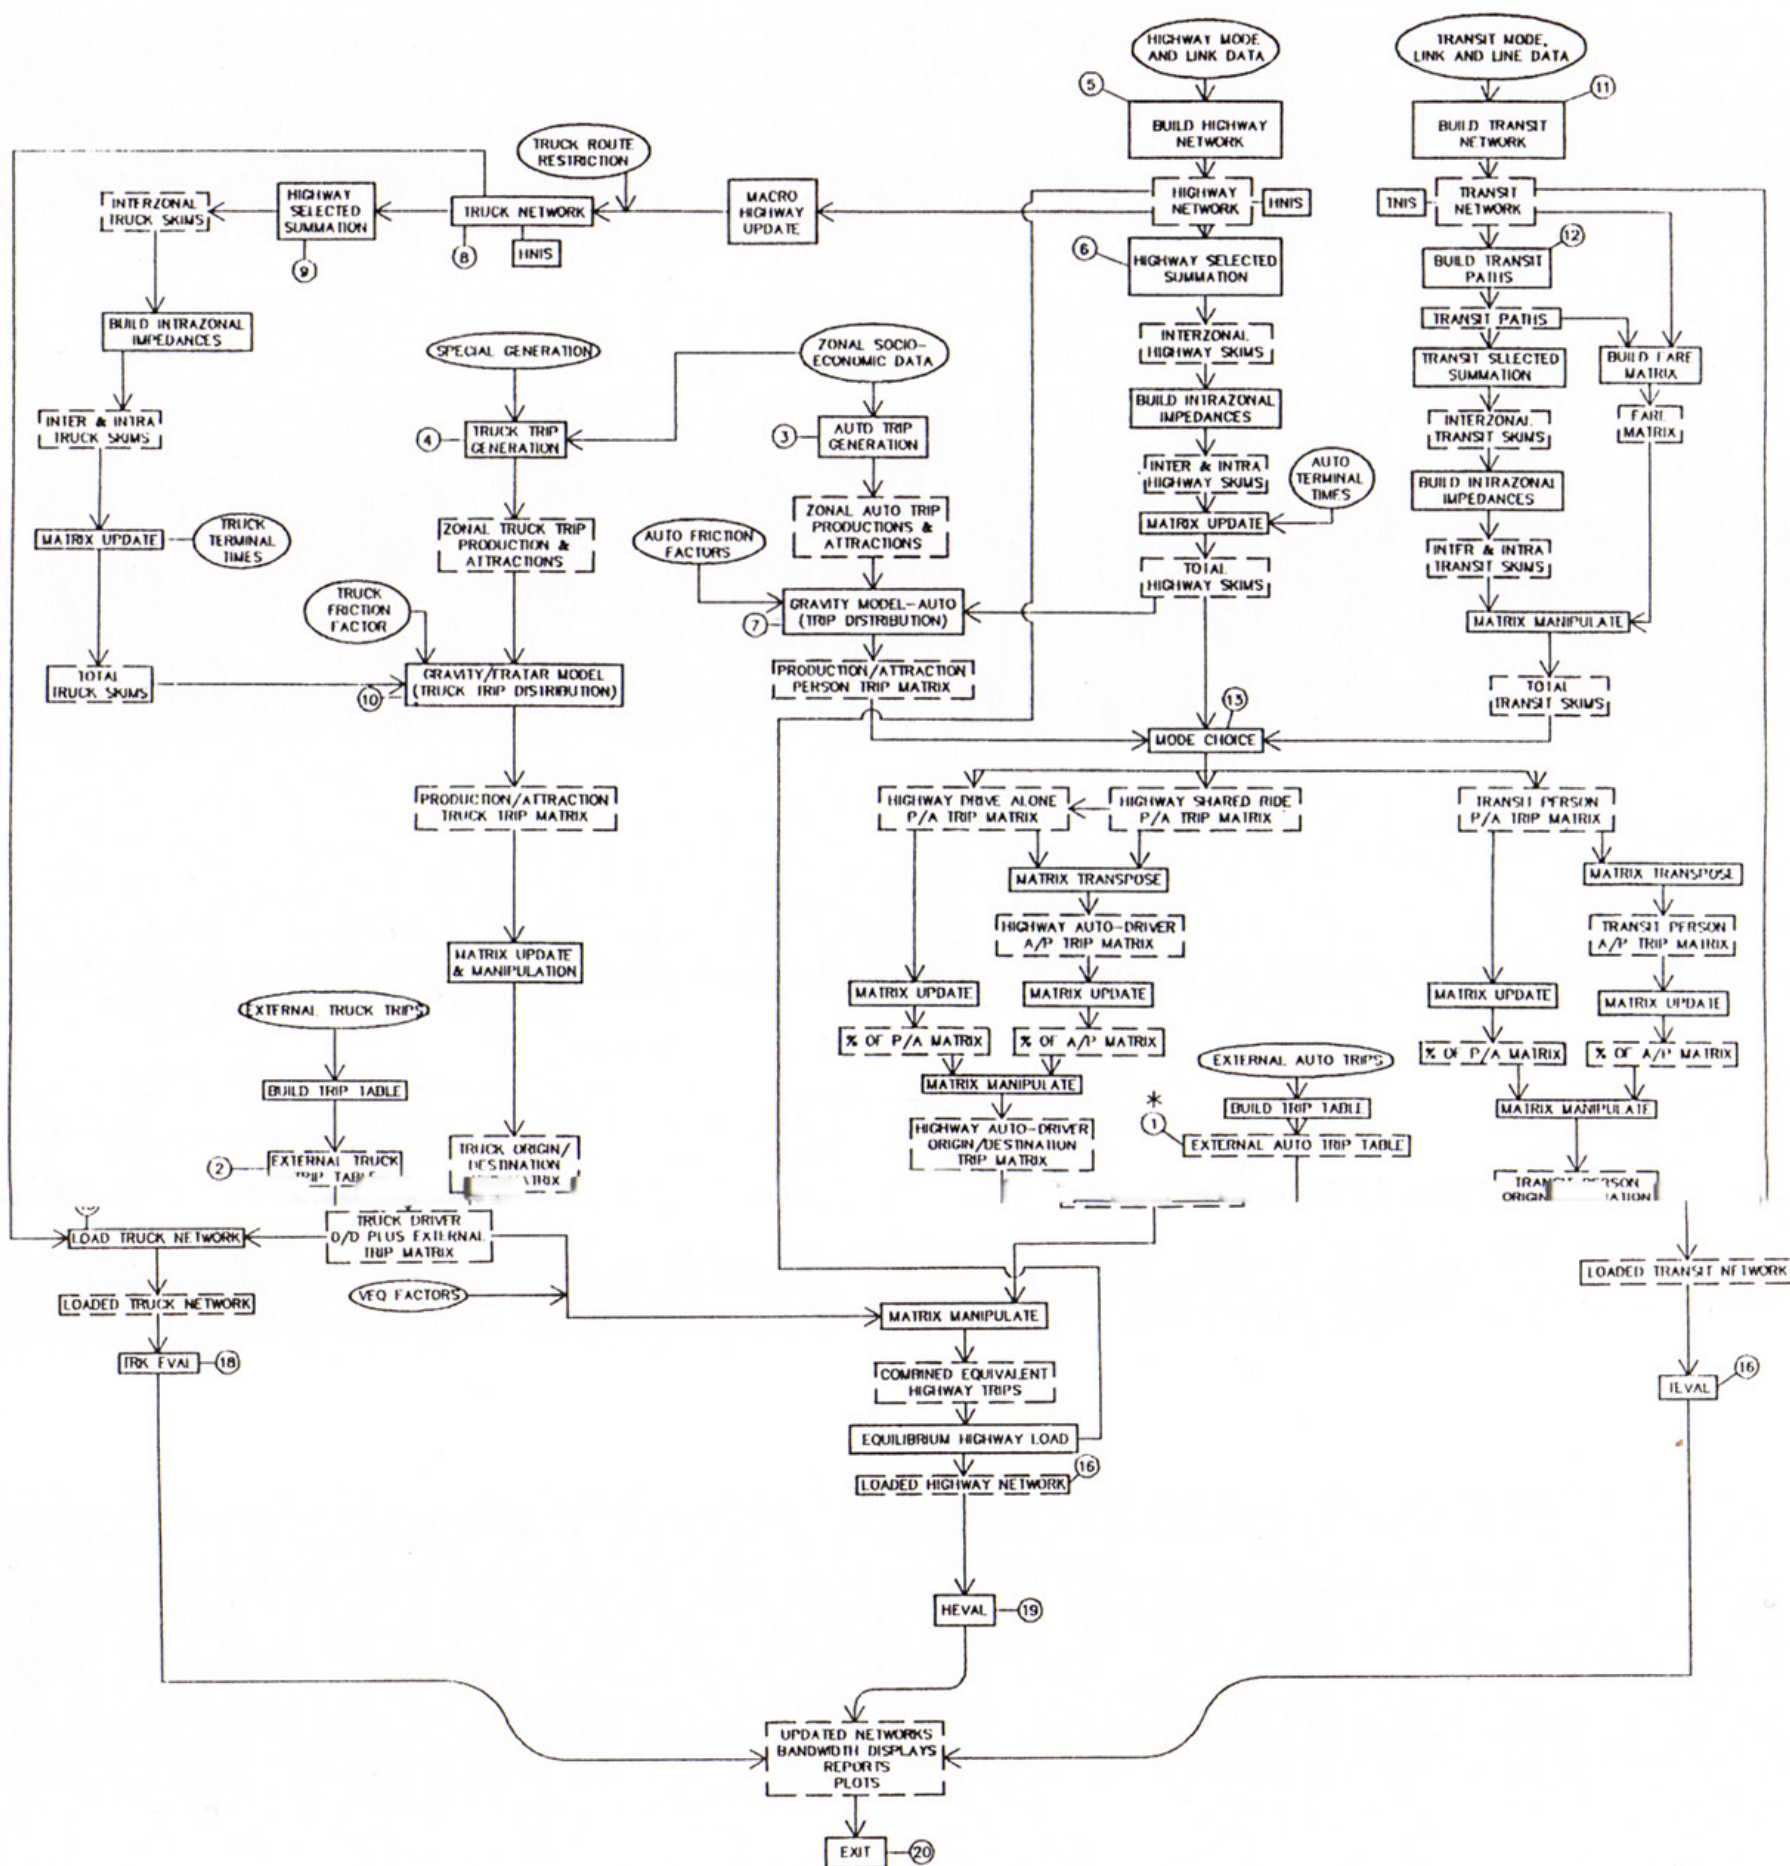 HIGHWAY MODE
AND LINK DATA
TRANSIT MODE,
LINK AND LINE DATA
5
11
BUILD HIGHWAY
NETWORK
BUILD TRANSIT
NETWORK
TRUCK ROUTE
RESTRICTION
INTERZONAL
TRUCK SKIMS
HIGHWAY
SELECTED
SUMMATION
TRUCK NETWORK
MACRO
HIGHWAY
UPDATE
HIGHWAY
NETWORK
HNIS
TNIS
TRANSIT
NETWORK
9
8
HNIS
6
HIGHWAY SELECTED
SUMMATION
12
BUILD TRANSIT
PATHS
BUILD INTRAZONAL
IMPEDANCES
SPECIAL GENERATION
ZONAL SOCIO-
ECONOMIC DATA
INTERZONAL
HIGHWAY SKIMS
TRANSIT PATHS
TRANSIT SELECTED
SUMMATION
BUILD FARE
MATRIX
BUILD INTRAZONAL
IMPEDANCES
INTER & INTRA
TRUCK SKIMS
4
TRUCK TRIP
GENERATION
3
AUTO TRIP
GENERATION
INTERZONAL
TRANSIT SKIMS
FARE
MATRIX
INTER & INTRA
HIGHWAY SKIMS
AUTO
TERMINAL
TIMES
BUILD INTRAZONAL
IMPEDANCES
MATRIX UPDATE
TRUCK
TERMINAL
TIMES
ZONAL TRUCK TRIP
PRODUCTION &
ATTRACTIONS
AUTO FRICTION
FACTORS
ZONAL AUTO TRIP
PRODUCTIONS &
ATTRACTIONS
MATRIX UPDATE
INTER & INTRA
TRANSIT SKIMS
TOTAL
HIGHWAY SKIMS
TRUCK
FRICTION
FACTOR
7
GRAVITY MODEL-AUTO
(TRIP DISTRIBUTION)
MATRIX MANIPULATE
TOTAL
TRUCK SKIMS
10
GRAVITY/FRATAR MODEL
(TRUCK TRIP DISTRIBUTION)
PRODUCTION/ATTRACTION
PERSON TRIP MATRIX
TOTAL
TRANSIT SKIMS
13
MODE CHOICE
PRODUCTION/ATTRACTION
TRUCK TRIP MATRIX
HIGHWAY DRIVE ALONE
P/A TRIP MATRIX
HIGHWAY SHARED RIDE
P/A TRIP MATRIX
TRANSIT PERSON
P/A TRIP MATRIX
MATRIX TRANSPOSE
MATRIX TRANSPOSE
HIGHWAY AUTO-DRIVER
A/P TRIP MATRIX
TRANSIT PERSON
A/P TRIP MATRIX
MATRIX UPDATE
& MANIPULATION
MATRIX UPDATE
MATRIX UPDATE
MATRIX UPDATE
MATRIX UPDATE
EXTERNAL TRUCK TRIPS
% OF P/A MATRIX
% OF A/P MATRIX
EXTERNAL AUTO TRIPS
% OF P/A MATRIX
% OF A/P MATRIX
BUILD TRIP TABLE
MATRIX MANIPULATE
BUILD TRIP TABLE
MATRIX MANIPULATE
*
1
EXTERNAL AUTO TRIP TABLE
HIGHWAY AUTO-DRIVER
ORIGIN/DESTINATION
TRIP MATRIX
2
EXTERNAL TRUCK
TRIP TABLE
TRUCK ORIGIN/
DESTINATION
TRANSIT PERSON
LOAD TRUCK NETWORK
TRUCK DRIVER
O/D PLUS EXTERNAL
TRIP MATRIX
LOADED TRANSIT NETWORK
LOADED TRUCK NETWORK
VEQ FACTORS
MATRIX MANIPULATE
TRK EVAL
18
COMBINED EQUIVALENT
HIGHWAY TRIPS
16
TEVAL
EQUILIBRIUM HIGHWAY LOAD
LOADED HIGHWAY NETWORK
16
HEVAL
19
UPDATED NETWORKS
BANDWIDTH DISPLAYS
REPORTS
PLOTS
EXIT
20